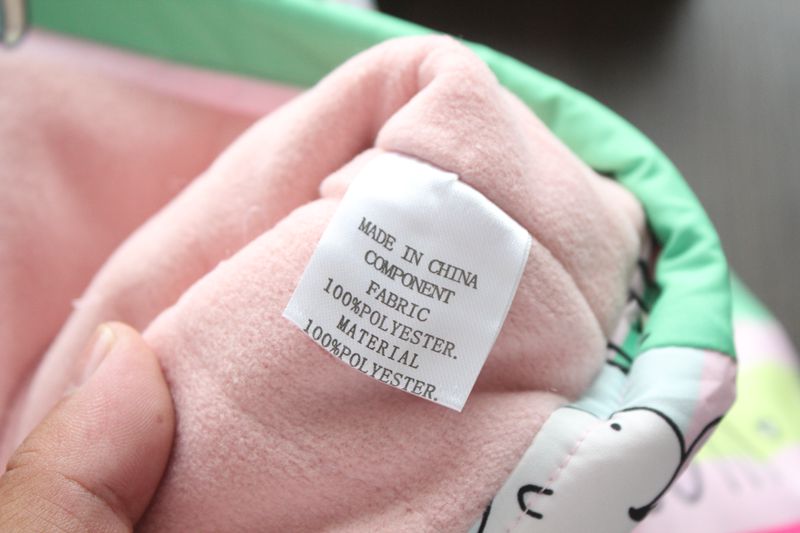 MADE IN CHINA
COMPONENT
FABRIC
100%POLYESTER.
MATERIAL
100%POLYESTER.